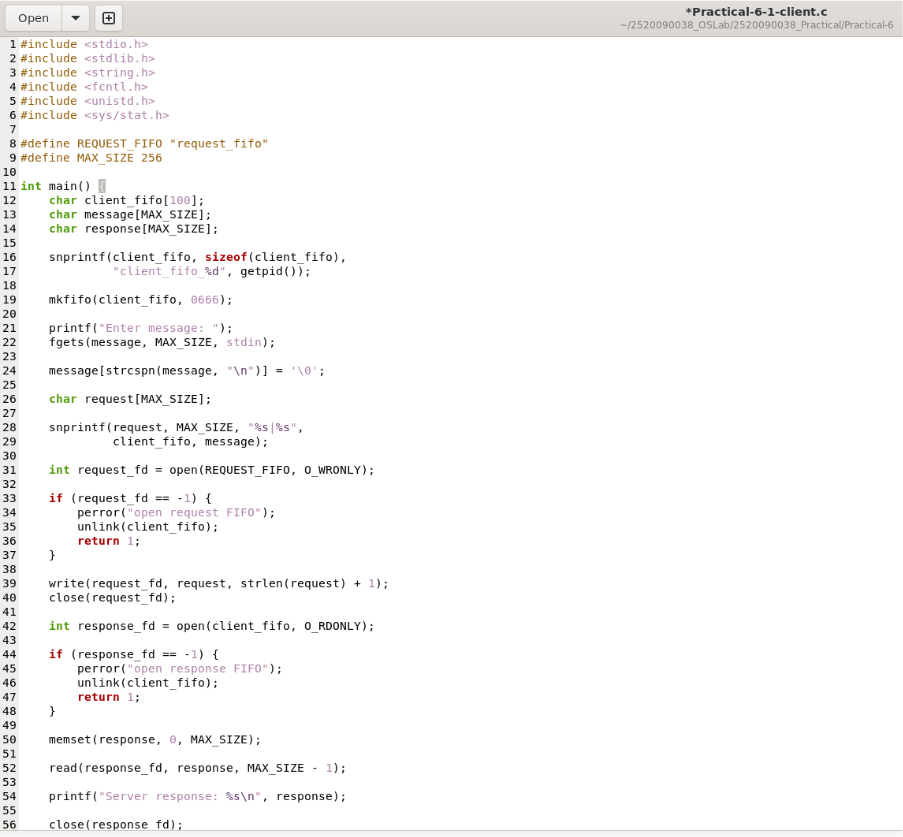 Open
*Practical-6-1-client.c
~/2520090038_OSLab/2520090038_Practical/Practical-6
1 #include <stdio.h>
2 #include <stdlib.h>
3 #include <string.h>
4 #include <fcntl.h>
5 #include <unistd.h>
6 #include <sys/stat.h>
7
8 #define REQUEST_FIFO "request_fifo"
9 #define MAX_SIZE 256
10
11 int main() {
12     char client_fifo[100];
13     char message[MAX_SIZE];
14     char response[MAX_SIZE];
15
16     snprintf(client_fifo, sizeof(client_fifo),
17              "client_fifo_%d", getpid());
18
19     mkfifo(client_fifo, 0666);
20
21     printf("Enter message: ");
22     fgets(message, MAX_SIZE, stdin);
23
24     message[strcspn(message, "\n")] = '\0';
25
26     char request[MAX_SIZE];
27
28     snprintf(request, MAX_SIZE, "%s|%s",
29              client_fifo, message);
30
31     int request_fd = open(REQUEST_FIFO, O_WRONLY);
32
33     if (request_fd == -1) {
34         perror("open request FIFO");
35         unlink(client_fifo);
36         return 1;
37     }
38
39     write(request_fd, request, strlen(request) + 1);
40     close(request_fd);
41
42     int response_fd = open(client_fifo, O_RDONLY);
43
44     if (response_fd == -1) {
45         perror("open response FIFO");
46         unlink(client_fifo);
47         return 1;
48     }
49
50     memset(response, 0, MAX_SIZE);
51
52     read(response_fd, response, MAX_SIZE - 1);
53
54     printf("Server response: %s\n", response);
55
56     close(response_fd);